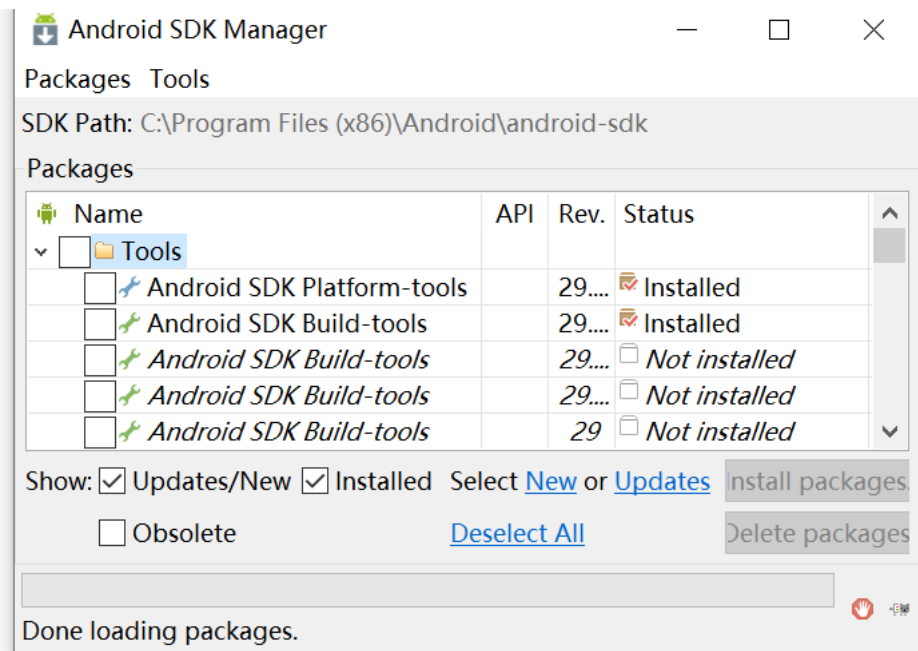 Android SDK Manager
Packages Tools
SDK Path: C:\Program Files (x86)\Android\android-sdk
Packages
Name API Rev. Status
Tools
Android SDK Platform-tools 29.... Installed
Android SDK Build-tools 29.... Installed
Android SDK Build-tools 29.... Not installed
Android SDK Build-tools 29.... Not installed
Android SDK Build-tools 29 Not installed
Show: Updates/New Installed Select New or Updates Install packages.
Obsolete Deselect All Delete packages
Done loading packages.